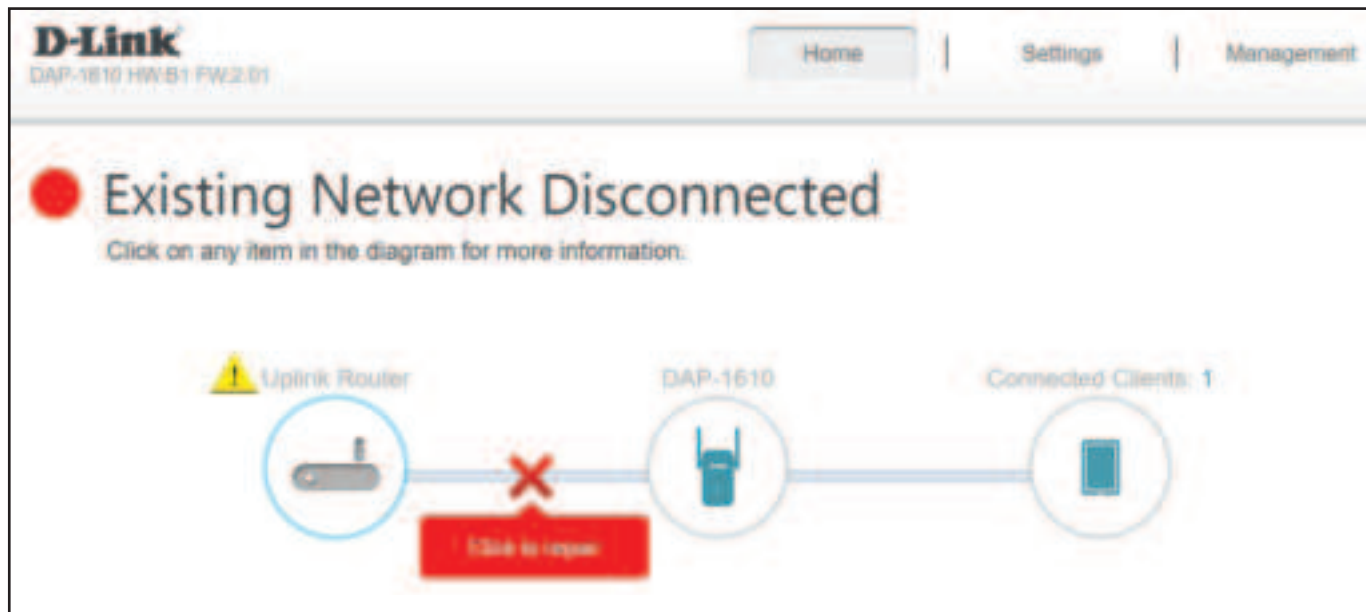 D-Link
DAP-1610 HW:B1 FW:2.01
Home | Settings | Management
Existing Network Disconnected
Click on any item in the diagram for more information.
! Uplink Router
DAP-1610
Connected Clients: 1
Click to repair